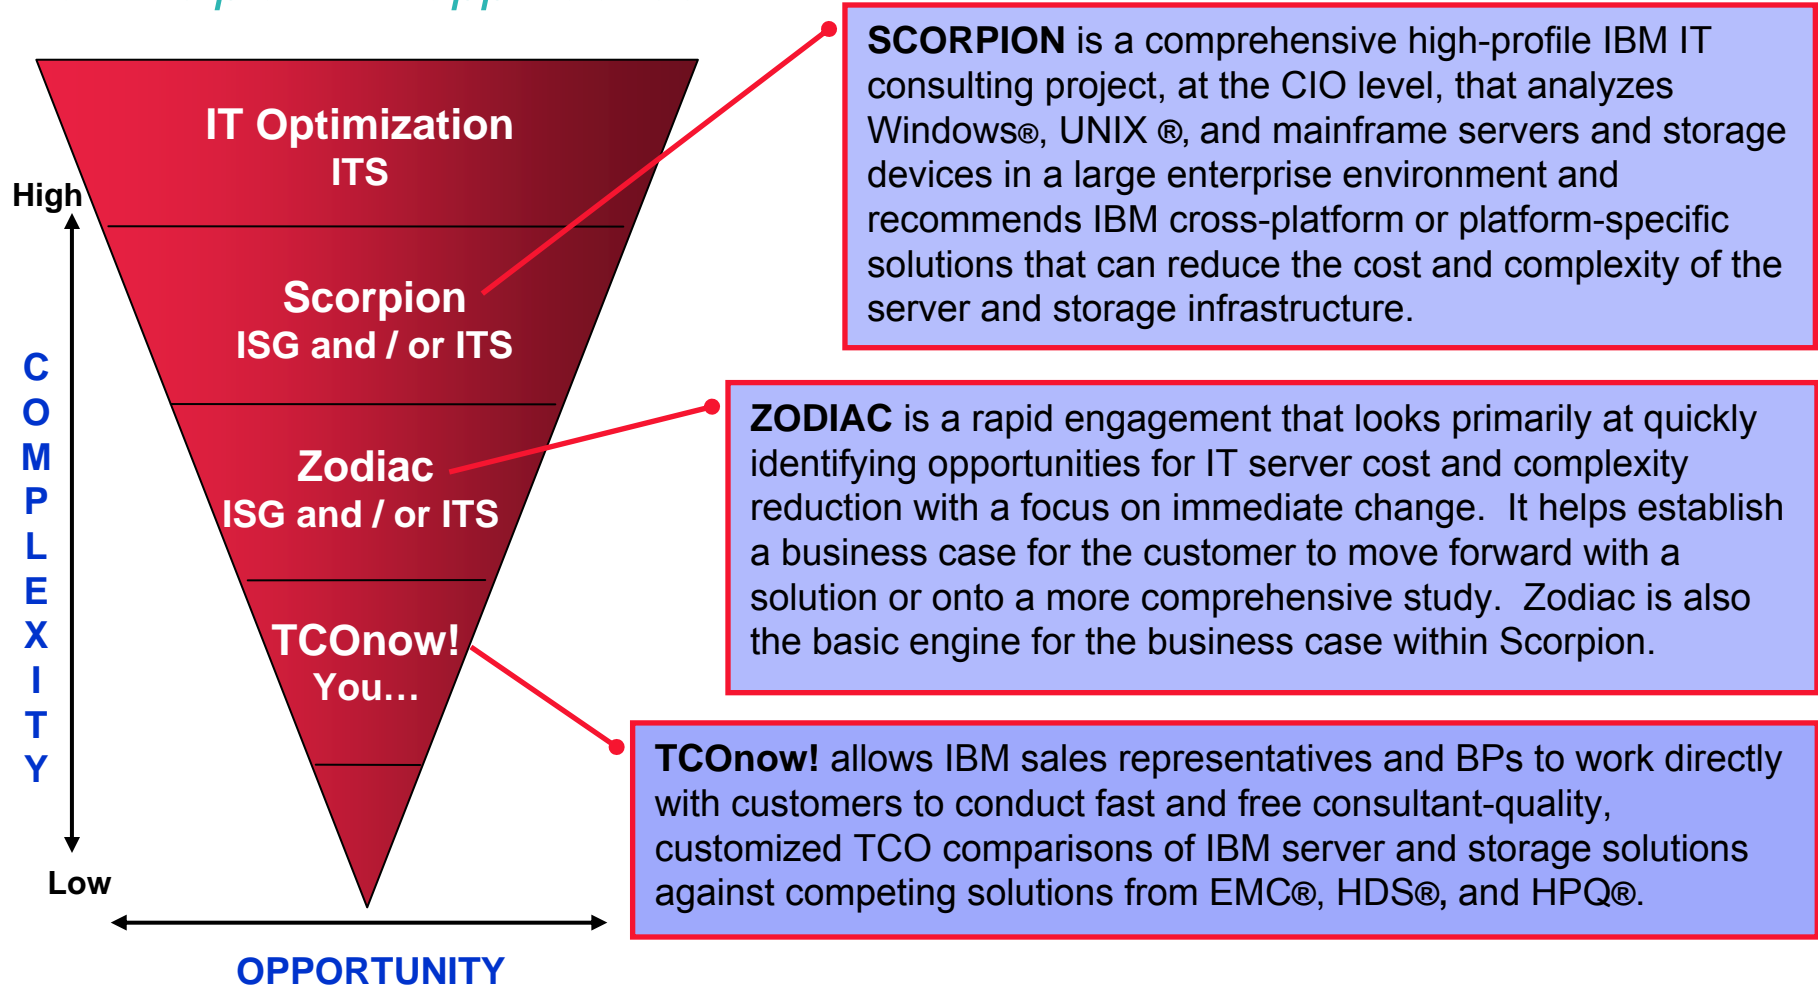 IT Optimization
ITS
High
Scorpion
ISG and / or ITS
Zodiac
ISG and / or ITS
TCOnow!
You…
COMPLEXITY
Low
OPPORTUNITY
SCORPION is a comprehensive high-profile IBM IT
consulting project, at the CIO level, that analyzes
Windows®, UNIX ®, and mainframe servers and storage
devices in a large enterprise environment and
recommends IBM cross-platform or platform-specific
solutions that can reduce the cost and complexity of the
server and storage infrastructure.
ZODIAC is a rapid engagement that looks primarily at quickly
identifying opportunities for IT server cost and complexity
reduction with a focus on immediate change.  It helps establish
a business case for the customer to move forward with a
solution or onto a more comprehensive study.  Zodiac is also
the basic engine for the business case within Scorpion.
TCOnow! allows IBM sales representatives and BPs to work directly
with customers to conduct fast and free consultant-quality,
customized TCO comparisons of IBM server and storage solutions
against competing solutions from EMC®, HDS®, and HPQ®.